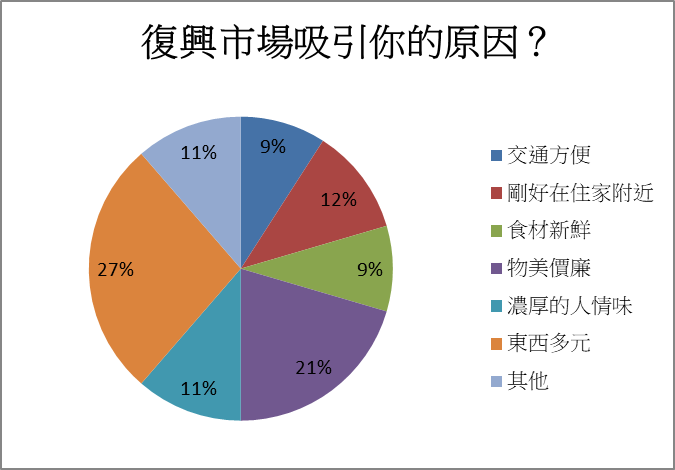 復興市場吸引你的原因？
9%
12%
9%
21%
11%
27%
11%
交通方便
剛好在住家附近
食材新鮮
物美價廉
濃厚的人情味
東西多元
其他